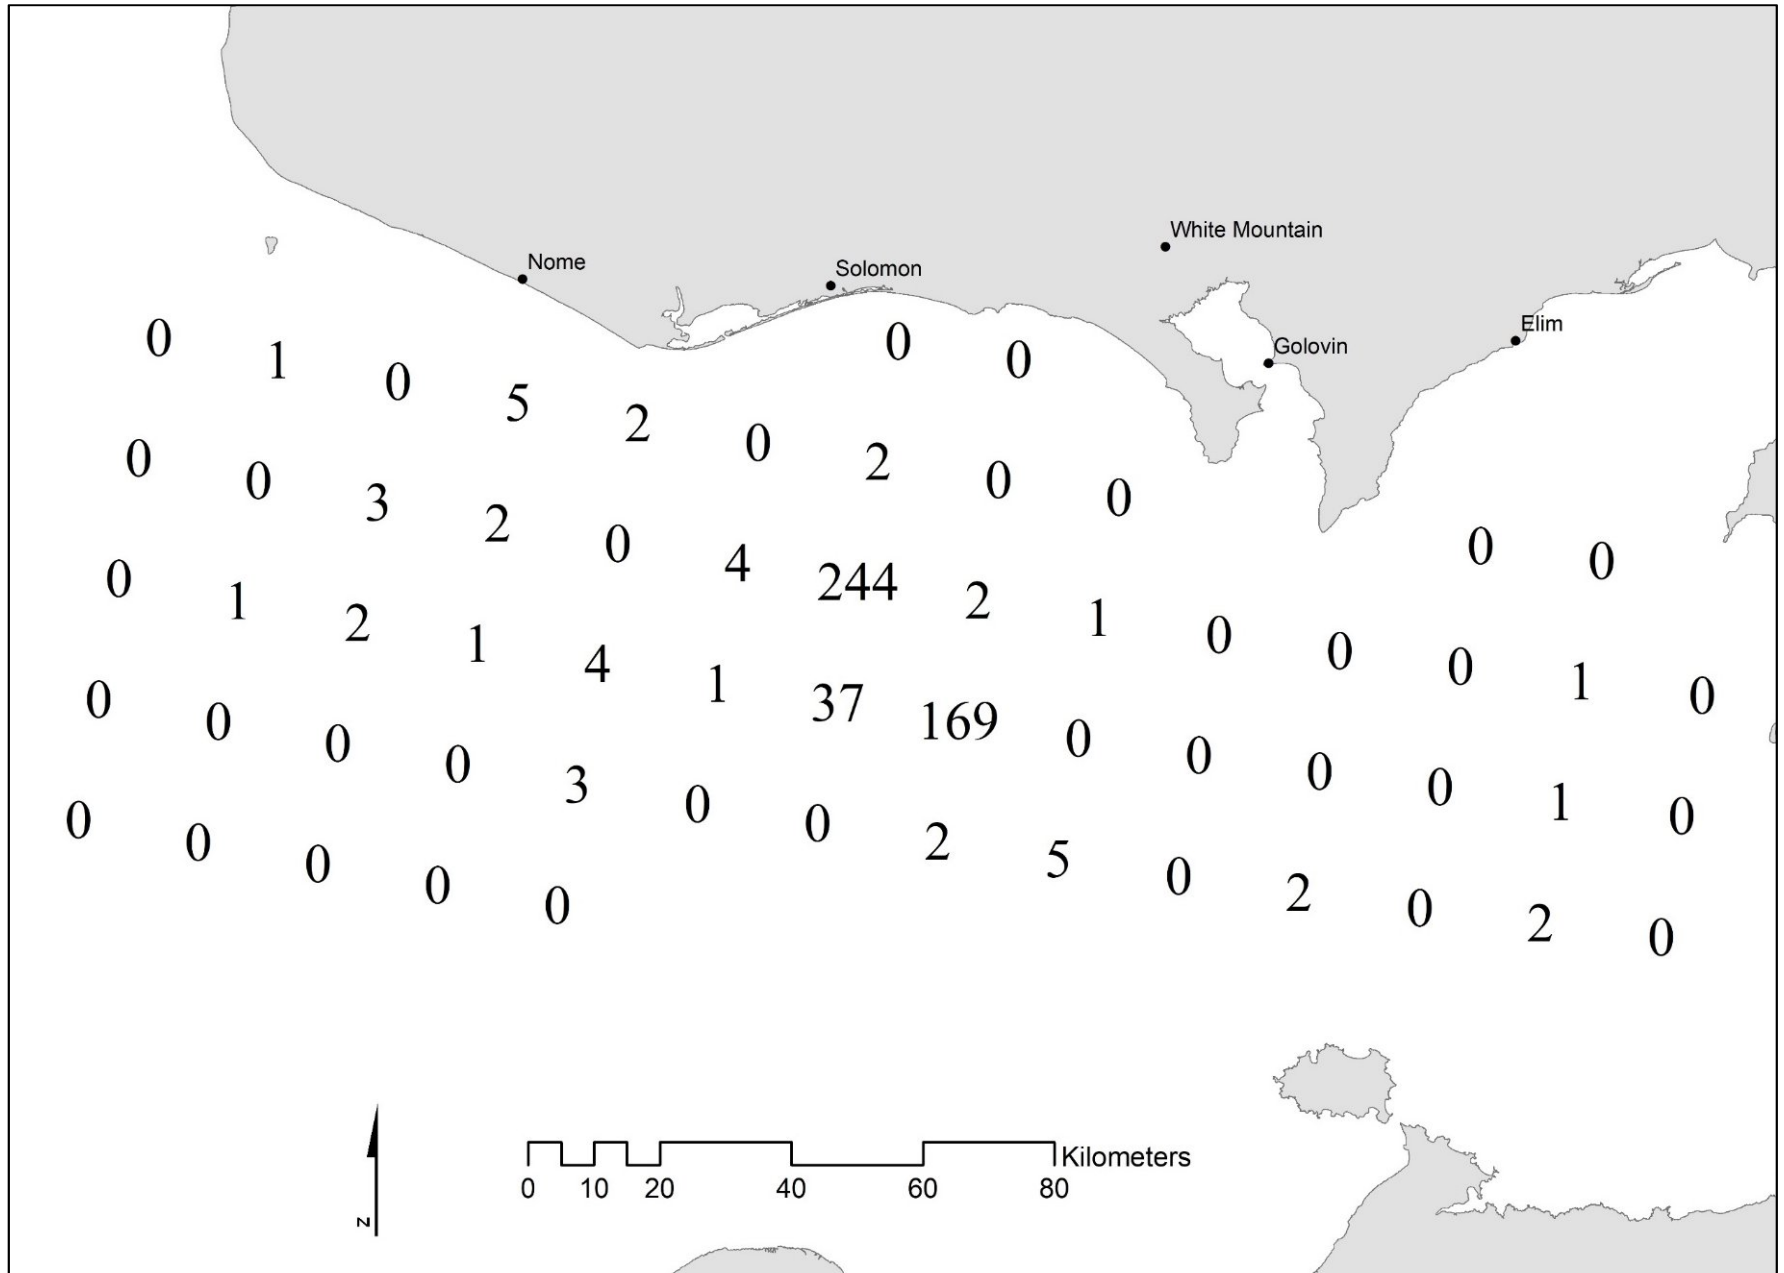 White Mountain
Nome
Solomon
Elim
Golovin
0 0
0 1 0 5 2 0 2 0 0
0 0
0 0 3 2 0 4 244 2 1 0 0 0 1 0
0 1 2 1 4 1 37 169 0 0 0 0 1 0
0 0 0 0 3 0 0 2 5 0 2 0 2 0
0 0 0 0 0
Kilometers
0 10 20 40 60 80
N